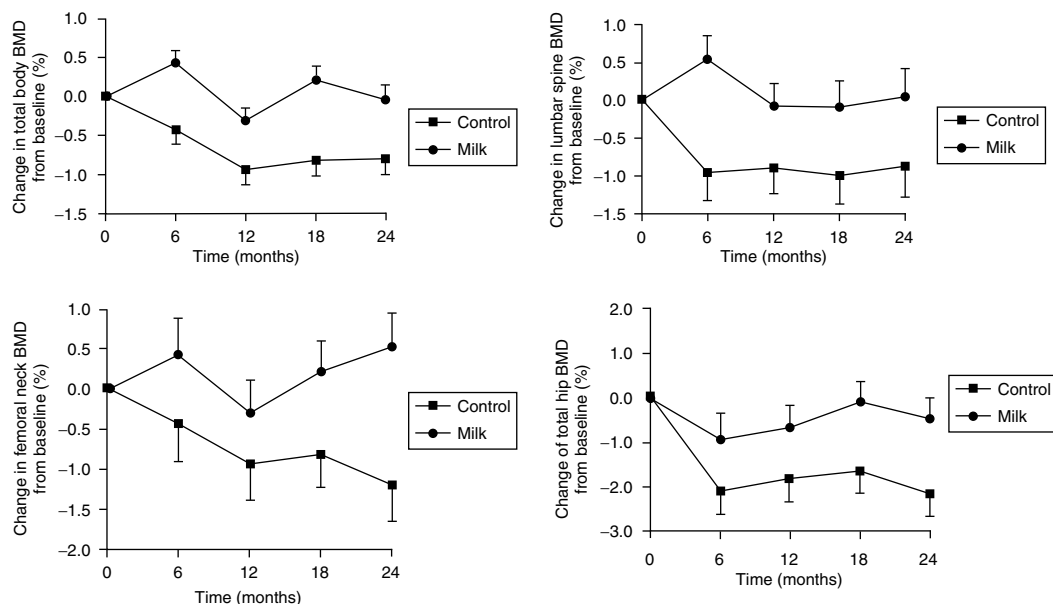 Change in total body BMD
from baseline (%)
1.0
0.5
0.0
−0.5
−1.0
−1.5
0 6 12 18 24
Time (months)
Control
Milk
Change in lumbar spine BMD
from baseline (%)
1.0
0.5
0.0
−0.5
−1.0
−1.5
0 6 12 18 24
Time (months)
Control
Milk
Change in femoral neck BMD
from baseline (%)
1.0
0.5
0.0
−0.5
−1.0
−1.5
−2.0
0 6 12 18 24
Time (months)
Control
Milk
Change of total hip BMD
from baseline (%)
2.0
1.0
0.0
−1.0
−2.0
−3.0
0 6 12 18 24
Time (months)
Control
Milk